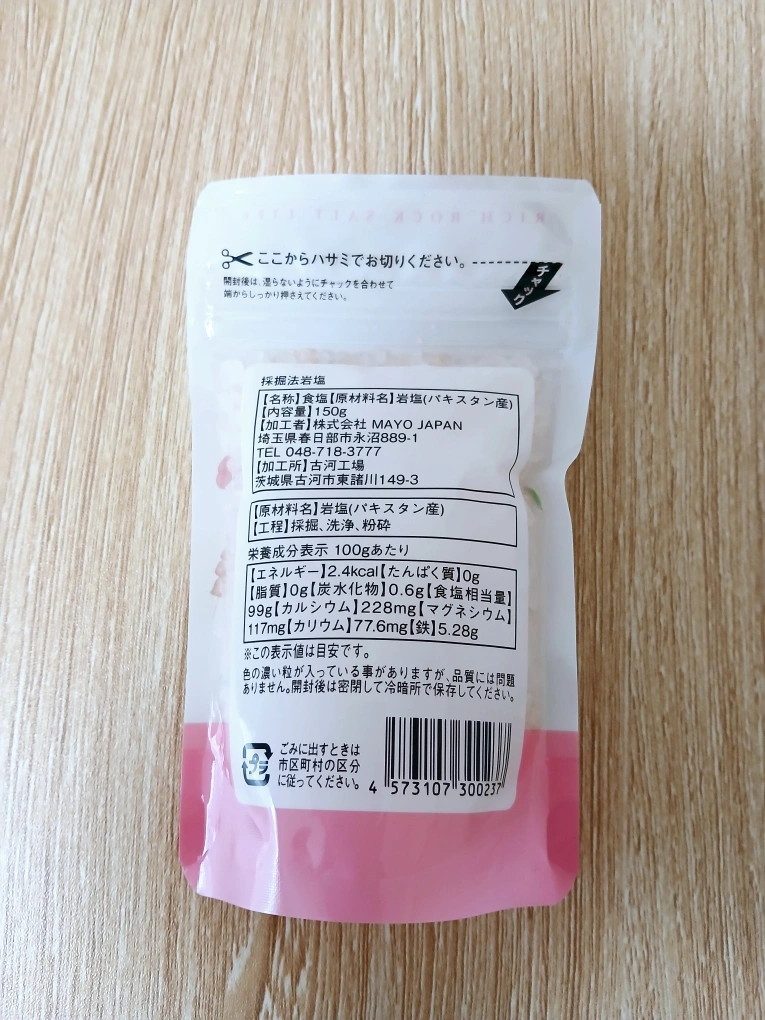 RICH ROCK SALT LIFE
ここからハサミでお切りください。
チャック
開封後は、湿らないようにチャックを合わせて
端からしっかり押さえてください。
採掘法岩塩
【名称】食塩【原材料名】岩塩(パキスタン産)
【内容量】150g
【加工者】株式会社 MAYO JAPAN
埼玉県春日部市永沼889-1
TEL 048-718-3777
【加工所】古河工場
茨城県古河市東諸川149-3
【原材料名】岩塩(パキスタン産)
【工程】採掘、洗浄、粉砕
栄養成分表示 100gあたり
【エネルギー】2.4kcal【たんぱく質】0g
【脂質】0g【炭水化物】0.6g【食塩相当量】
99g【カルシウム】228mg【マグネシウム】
117mg【カリウム】77.6mg【鉄】5.28g
※この表示値は目安です。
色の濃い粒が入っている事がありますが、品質には問題
ありません。開封後は密閉して冷暗所で保存してください。
プラ
ごみに出すときは
市区町村の区分
に従ってください。
4 573107 300237